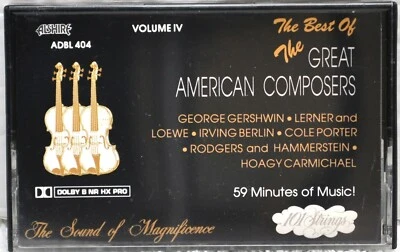 ALSHIRE
ADBL 404
VOLUME IV
The Best Of
The GREAT
AMERICAN COMPOSERS
GEORGE GERSHWIN • LERNER and
LOEWE • IRVING BERLIN • COLE PORTER
• RODGERS and HAMMERSTEIN •
HOAGY CARMICHAEL
DOLBY B NR HX PRO
59 Minutes of Music!
The Sound of Magnificence
101 Strings